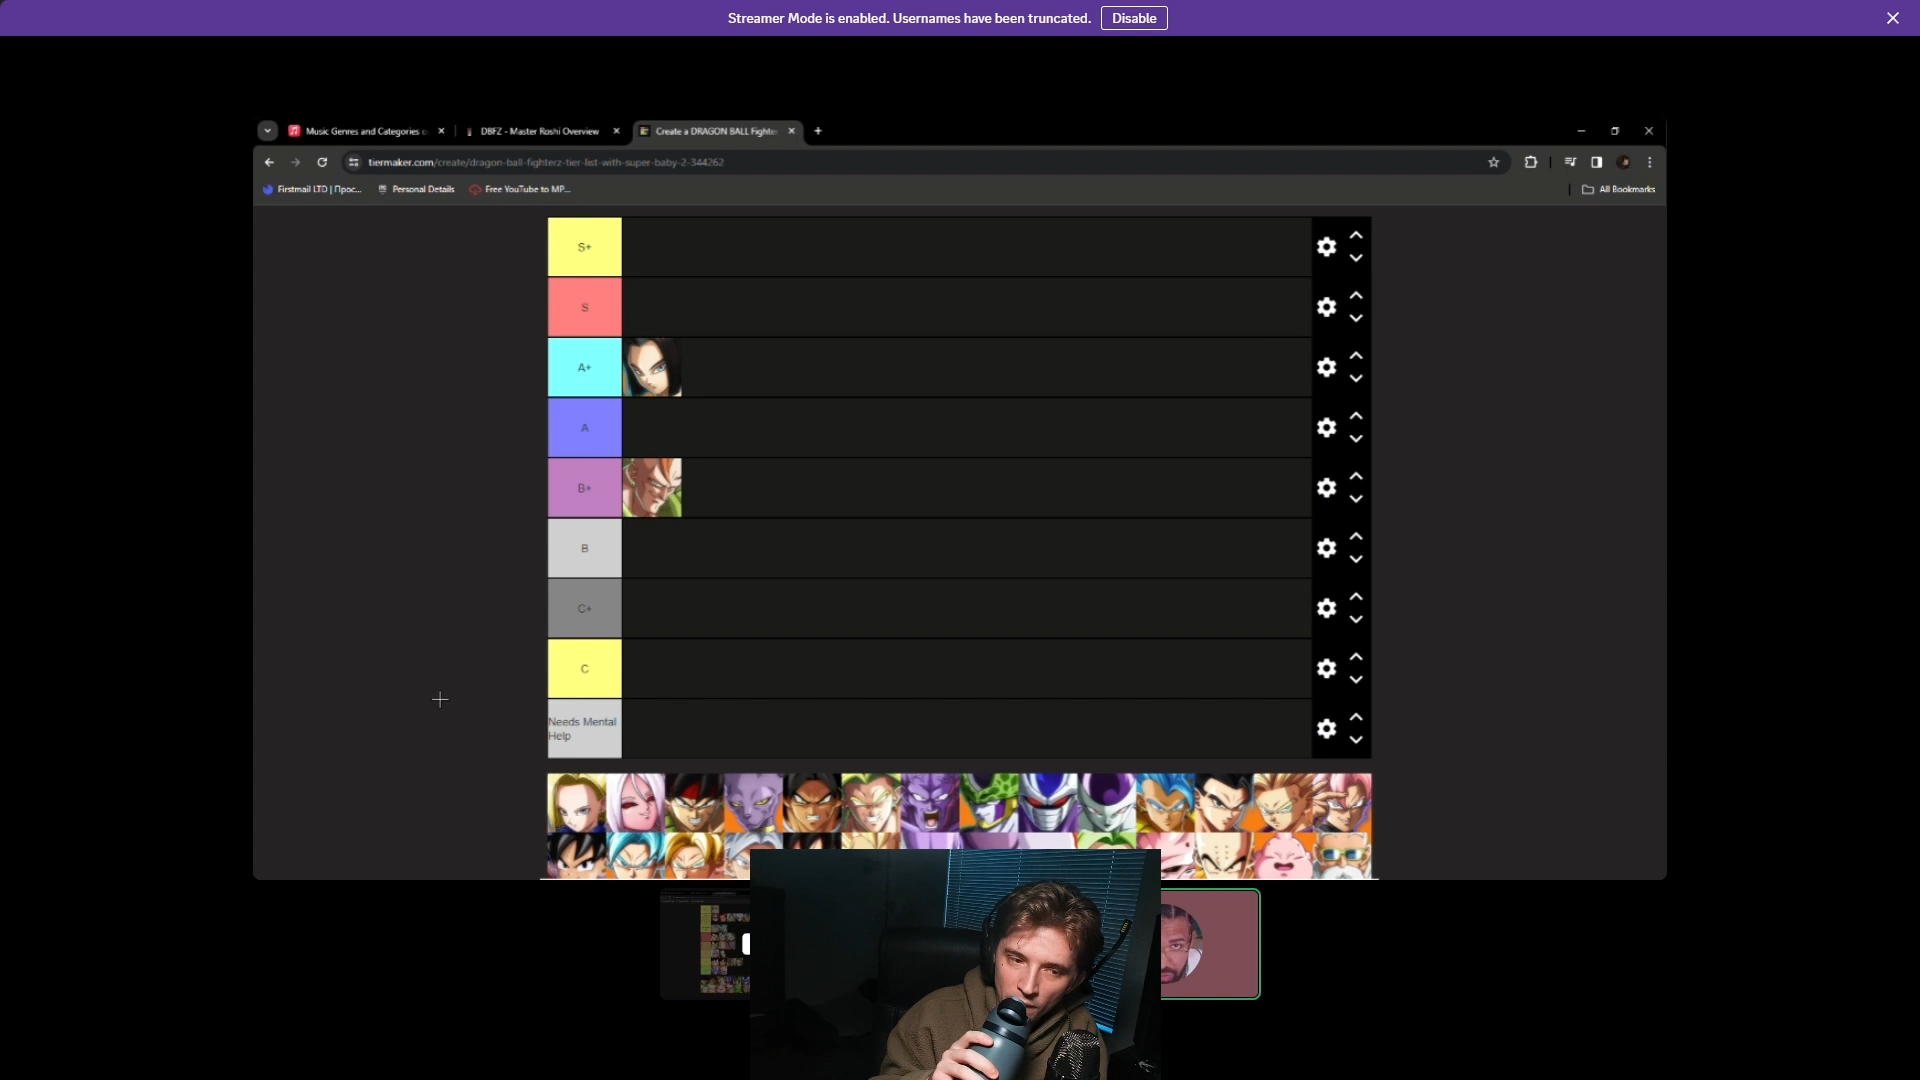 Streamer Mode is enabled. Usernames have been truncated. Disable
Music Genres and Categories
DBFZ - Master Roshi Overview
Create a DRAGON BALL Fighter
tiermaker.com/create/dragon-ball-fighterz-tier-list-with-super-baby-2-344262
Firstmail LTD | Прос...
Personal Details
Free YouTube to MP...
All Bookmarks
S+
S
A+
A
B+
B
C+
C
Needs Mental
Help